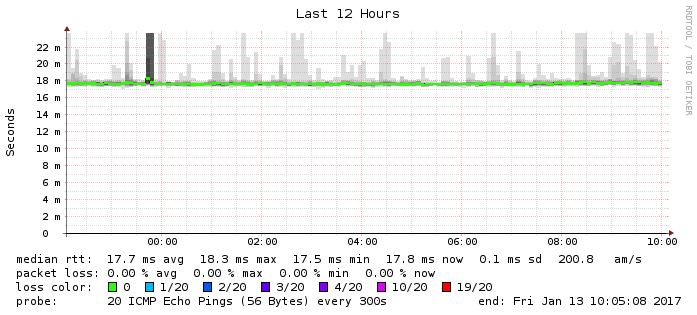 Last 12 Hours
RRDTOOL / TOBI OETIKER
Seconds
22 m
20 m
18 m
16 m
14 m
12 m
10 m
8 m
6 m
4 m
2 m
0
00:00 02:00 04:00 06:00 08:00 10:00
median rtt: 17.7 ms avg 18.3 ms max 17.5 ms min 17.8 ms now 0.1 ms sd 200.8 am/s
packet loss: 0.00 % avg 0.00 % max 0.00 % min 0.00 % now
loss color: 0 1/20 2/20 3/20 4/20 10/20 19/20
probe: 20 ICMP Echo Pings (56 Bytes) every 300s end: Fri Jan 13 10:05:08 2017